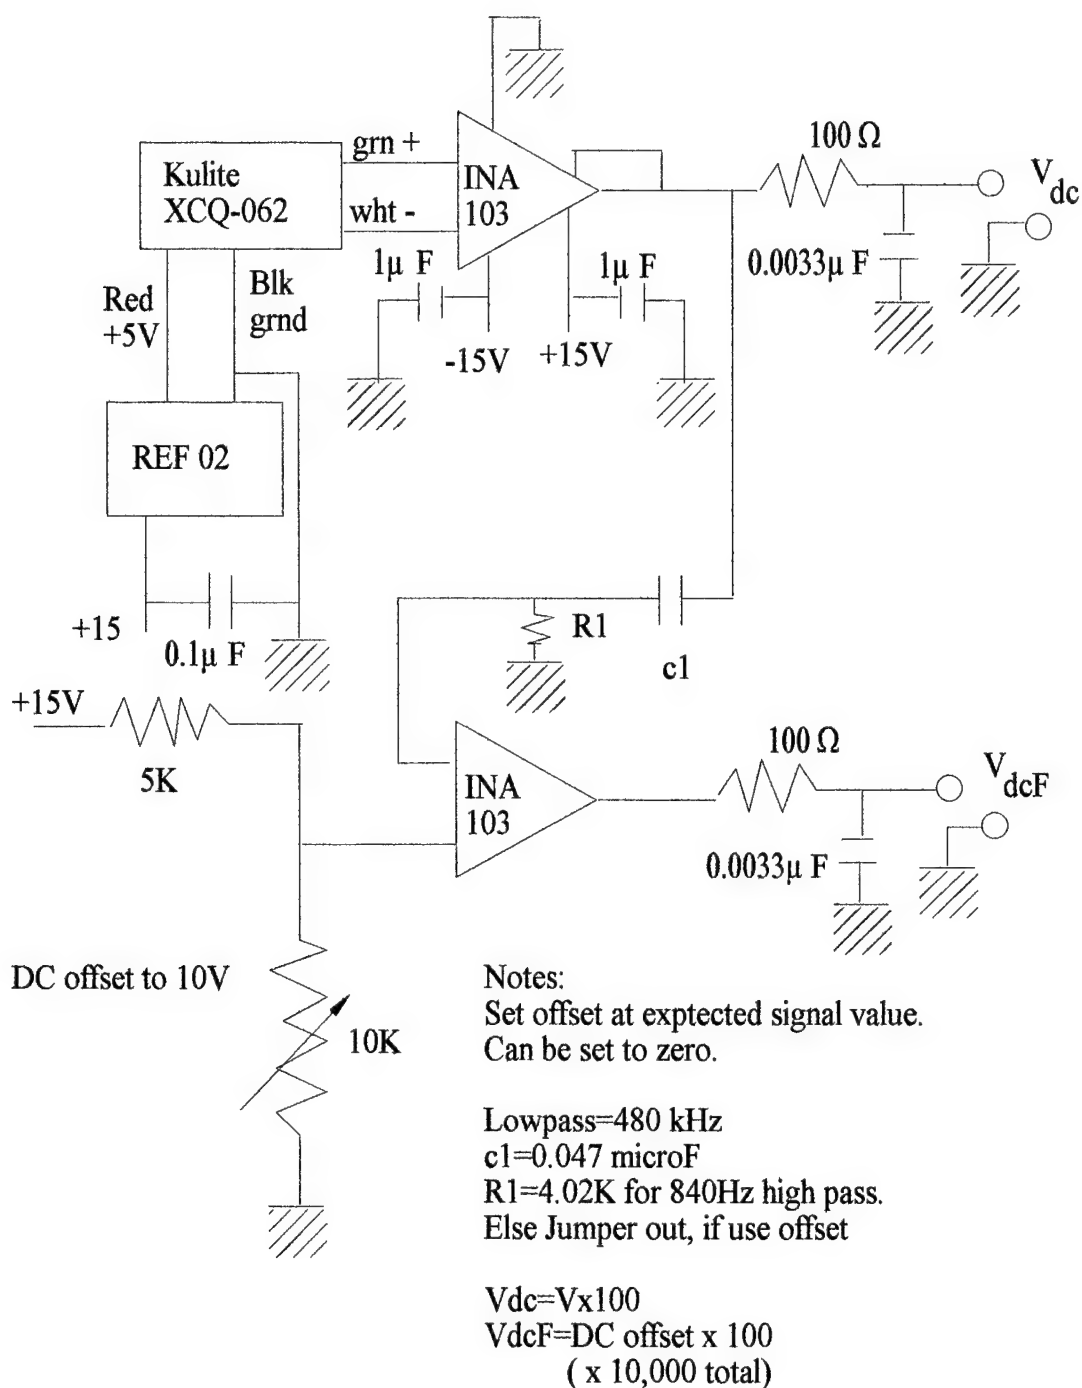 100 Ω
V
dc
Kulite
XCQ-062
grn +
wht -
INA
103
0.0033μ F
1μ F
1μ F
Red
+5V
Blk
grnd
-15V
+15V
REF 02
+15
0.1μ F
R1
c1
+15V
5K
INA
103
100 Ω
V
dcF
0.0033μ F
DC offset to 10V
10K
Notes:
Set offset at exptected signal value.
Can be set to zero.
Lowpass=480 kHz
c1=0.047 microF
R1=4.02K for 840Hz high pass.
Else Jumper out, if use offset
Vdc=Vx100
VdcF=DC offset x 100
( x 10,000 total)